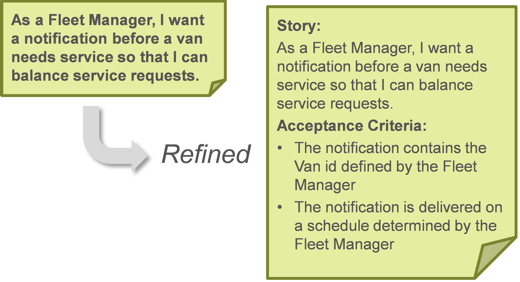 As a Fleet Manager, I want
a notification before a van
needs service so that I can
balance service requests.
Refined
Story:
As a Fleet Manager, I want a
notification before a van needs
service so that I can balance
service requests.
Acceptance Criteria:
• The notification contains the
Van id defined by the Fleet
Manager
• The notification is delivered on
a schedule determined by the
Fleet Manager